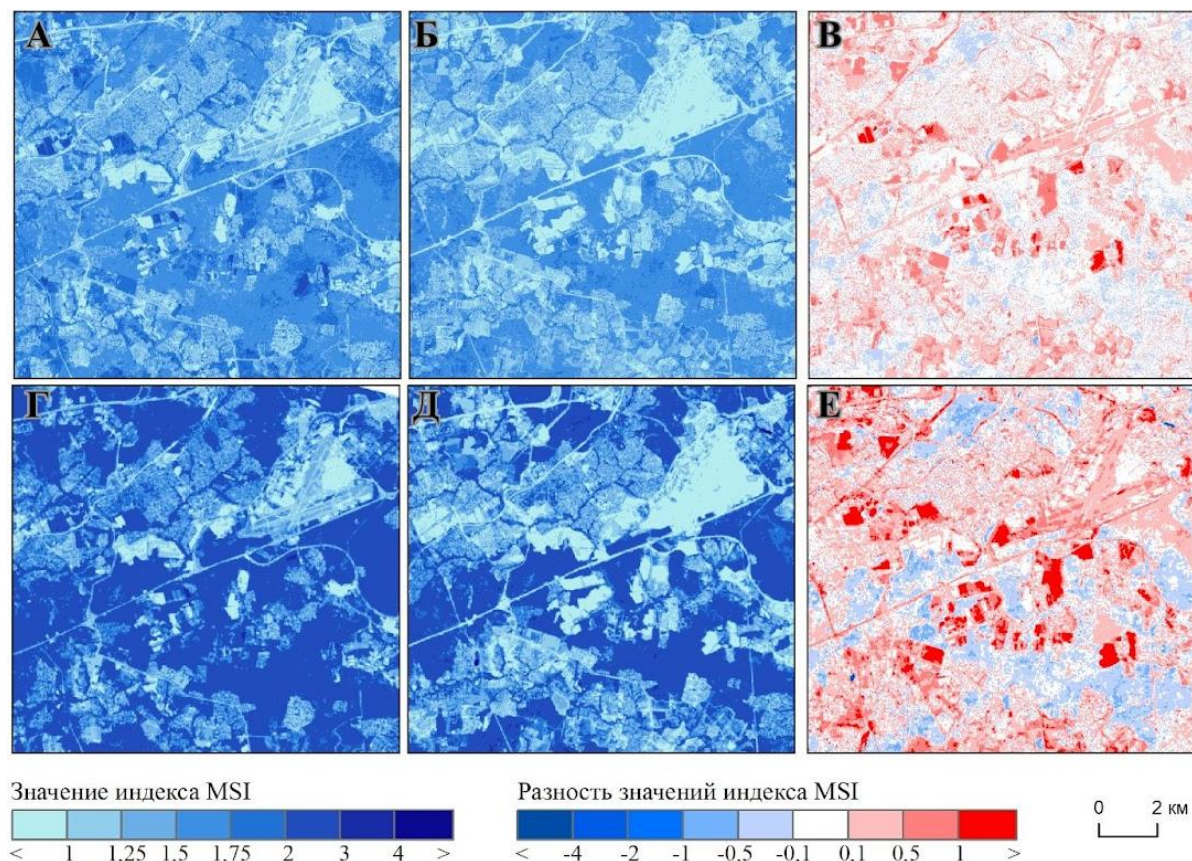 А Б В
Г Д Е
Значение индекса MSI
Разность значений индекса MSI
0 2 км
< 1 1,25 1,5 1,75 2 3 4 >
< -4 -2 -1 -0,5 -0,1 0,1 0,5 1 >